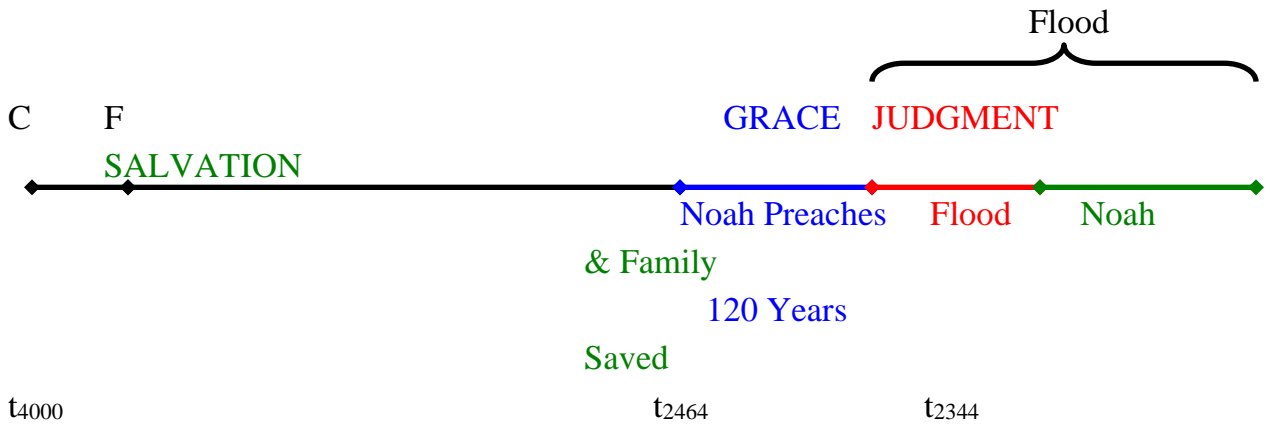 Flood
C F GRACE JUDGMENT
SALVATION
Noah Preaches Flood Noah
& Family
120 Years
Saved
t4000 t2464 t2344